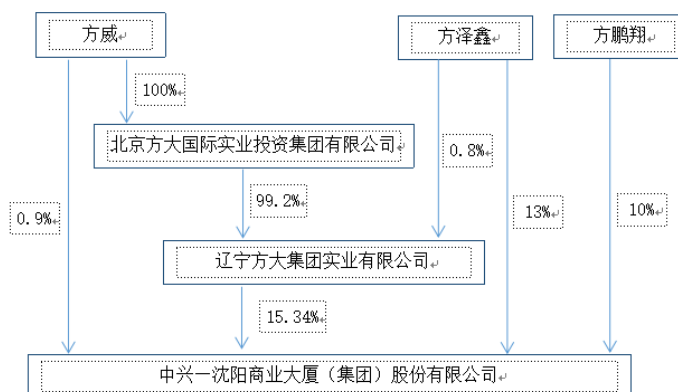 方威
方泽鑫
方鹏翔
100%
北京方大国际实业投资集团有限公司
0.8%
99.2%
0.9%
13%
10%
辽宁方大集团实业有限公司
15.34%
中兴一沈阳商业大厦（集团）股份有限公司